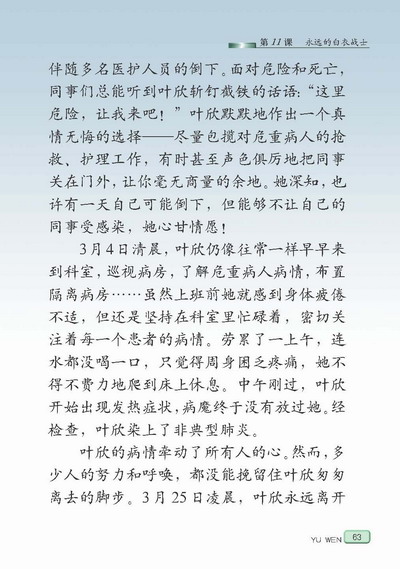 第11课 永远的白衣战士
伴随多名医护人员的倒下。面对危险和死亡，
同事们总能听到叶欣斩钉截铁的话语：“这里
危险，让我来吧！”叶欣默默地作出一个真
情无悔的选择——尽量包揽对危重病人的抢
救、护理工作，有时甚至声色俱厉地把同事
关在门外，让你毫无商量的余地。她深知，也
许有一天自己可能倒下，但能够不让自己的
同事受感染，她心甘情愿！
3月4日清晨，叶欣仍像往常一样早早来
到科室，巡视病房，了解危重病人病情，布置
隔离病房……虽然上班前她就感到身体疲倦
不适，但还是坚持在科室里忙碌着，密切关
注着每一个患者的病情。劳累了一上午，连
水都没喝一口，只觉得周身困乏疼痛，她不
得不费力地爬到床上休息。中午刚过，叶欣
开始出现发热症状，病魔终于没有放过她。经
检查，叶欣染上了非典型肺炎。
叶欣的病情牵动了所有人的心。然而，多
少人的努力和呼唤，都没能挽留住叶欣匆匆
离去的脚步。3月25日凌晨，叶欣永远离开
YU WEN 63